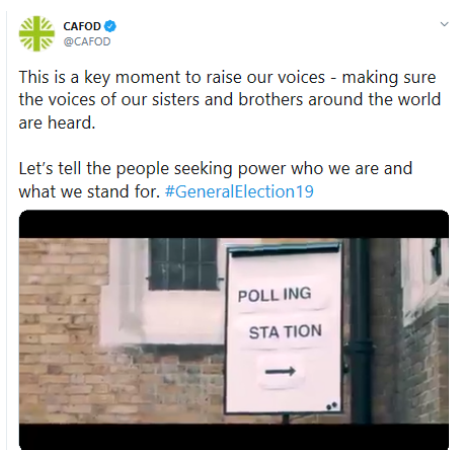 CAFOD
@CAFOD
This is a key moment to raise our voices - making sure
the voices of our sisters and brothers around the world
are heard.
Let's tell the people seeking power who we are and
what we stand for. #GeneralElection19
POLLING
STATION